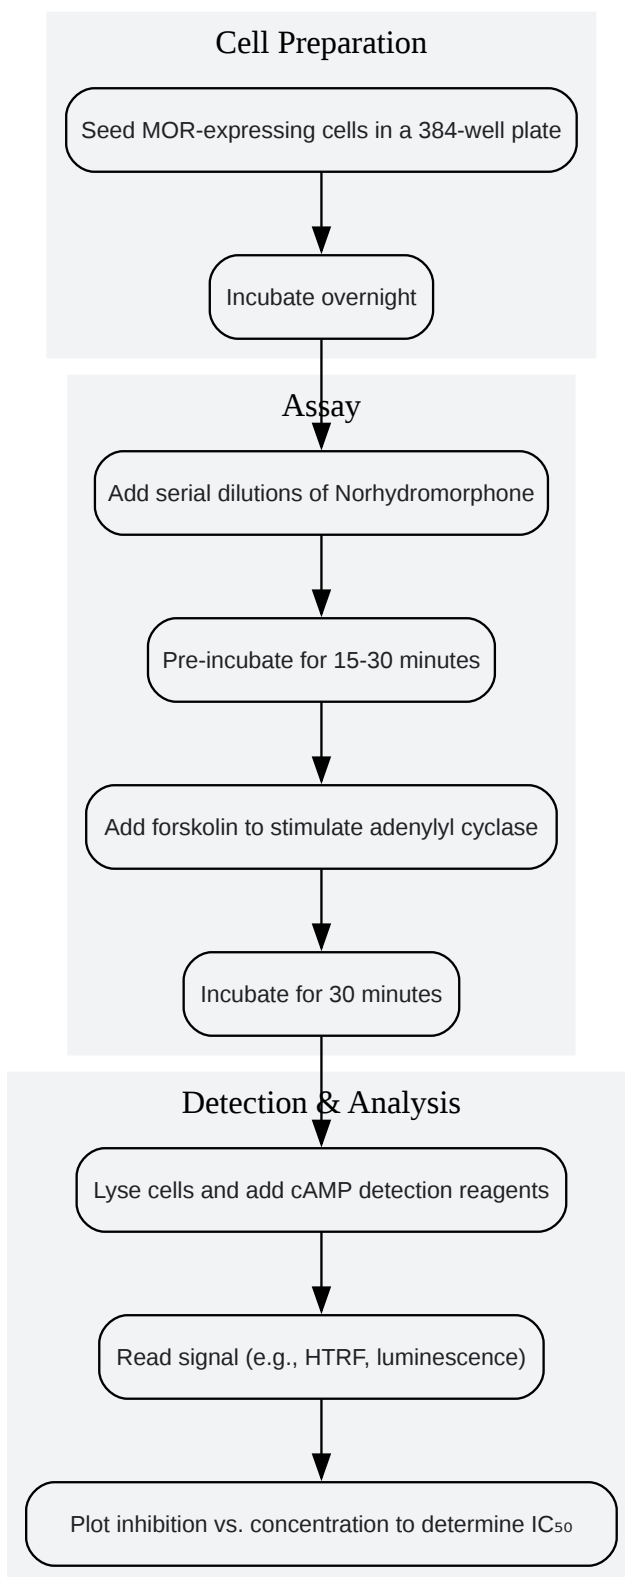 Cell Preparation
Seed MOR-expressing cells in a 384-well plate
Incubate overnight
Assay
Add serial dilutions of Norhydromorphone
Pre-incubate for 15-30 minutes
Add forskolin to stimulate adenylyl cyclase
Incubate for 30 minutes
Detection & Analysis
Lyse cells and add cAMP detection reagents
Read signal (e.g., HTRF, luminescence)
Plot inhibition vs. concentration to determine IC₅₀